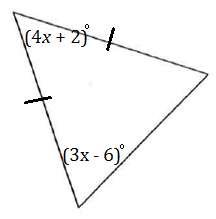 (4x + 2)°
(3x - 6)°